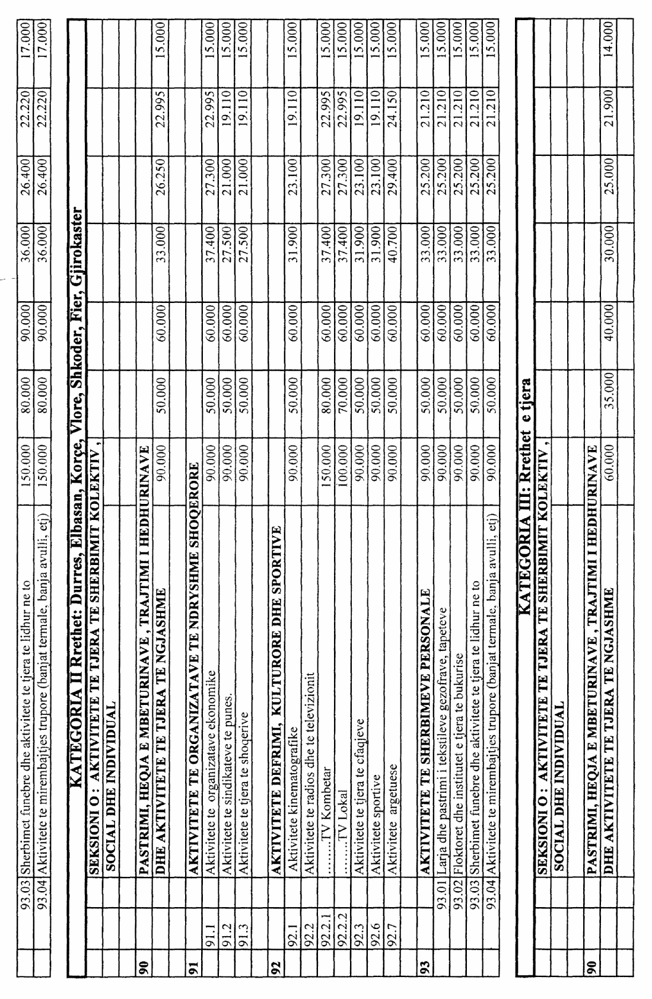 93.03 Sherbimet funebre dhe aktivitete te tjera te lidhur ne to 150.000 80.000 90.000 36.000 26.400 22.220 17.000
93.04 Aktivite te mirembajtjes trupore (banjat termale, banja avulli, etj) 150.000 80.000 90.000 36.000 26.400 22.220 17.000
KATEGORIA II Rrethet: Durres, Elbasan, Korçe, Vlore, Shkoder, Fier, Gjirokaster
SEKSIONI O : AKTIVITETE TE TJERA TE SHERBIMIT KOLEKTIV ,
SOCIAL DHE INDIVIDUAL
90 PASTRIMI, HEQJA E MBETURINAVE , TRAJTIMI I HEDHURINAVE
DHE AKTIVITETE TE TJERA TE NGJASHME 90.000 50.000 60.000 33.000 26.250 22.995 15.000
91 AKTIVITETE TE ORGANIZATAVE TE NDRYSHME SHOQERORE
91.1 Aktivitete te organizatave ekonomike 90.000 50.000 60.000 37.400 27.300 22.995 15.000
91.2 Aktivitete te sindikateve te punes. 90.000 50.000 60.000 27.500 21.000 19.110 15.000
91.3 Aktivitete te tjera te shoqerive 90.000 50.000 60.000 27.500 21.000 19.110 15.000
92 AKTIVITETE DEFRIMI, KULTURORE DHE SPORTIVE
92.1 Aktivitete kinematografike 90.000 50.000 60.000 31.900 23.100 19.110 15.000
92.2 Aktivitete te radios dhe te televizionit
92.2.1 .........TV Kombetar 150.000 80.000 60.000 37.400 27.300 22.995 15.000
92.2.2 .........TV Lokal 100.000 70.000 60.000 37.400 27.300 22.995 15.000
92.3 Aktivitete te tjera te cfaqjeve 90.000 50.000 60.000 31.900 23.100 19.110 15.000
92.6 Aktivitete sportive 90.000 50.000 60.000 31.900 23.100 19.110 15.000
92.7 Aktivitete argetuese 90.000 50.000 60.000 40.700 29.400 24.150 15.000
93 AKTIVITETE TE SHERBIMEVE PERSONALE 90.000 50.000 60.000 33.000 25.200 21.210 15.000
93.01 Larja dhe pastrimi i tekstileve gezofrave, tapeteve 90.000 50.000 60.000 33.000 25.200 21.210 15.000
93.02 Floktoret dhe institutet e tjera te bukurise 90.000 50.000 60.000 33.000 25.200 21.210 15.000
93.03 Sherbimet funebre dhe aktivitete te tjera te lidhur ne to 90.000 50.000 60.000 33.000 25.200 21.210 15.000
93.04 Aktivite te mirembajtjes trupore (banjat termale, banja avulli, etj) 90.000 50.000 60.000 33.000 25.200 21.210 15.000
KATEGORIA III: Rrethet e tjera
SEKSIONI O : AKTIVITETE TE TJERA TE SHERBIMIT KOLEKTIV ,
SOCIAL DHE INDIVIDUAL
90 PASTRIMI, HEQJA E MBETURINAVE , TRAJTIMI I HEDHURINAVE
DHE AKTIVITETE TE TJERA TE NGJASHME 60.000 35.000 40.000 30.000 25.000 21.900 14.000